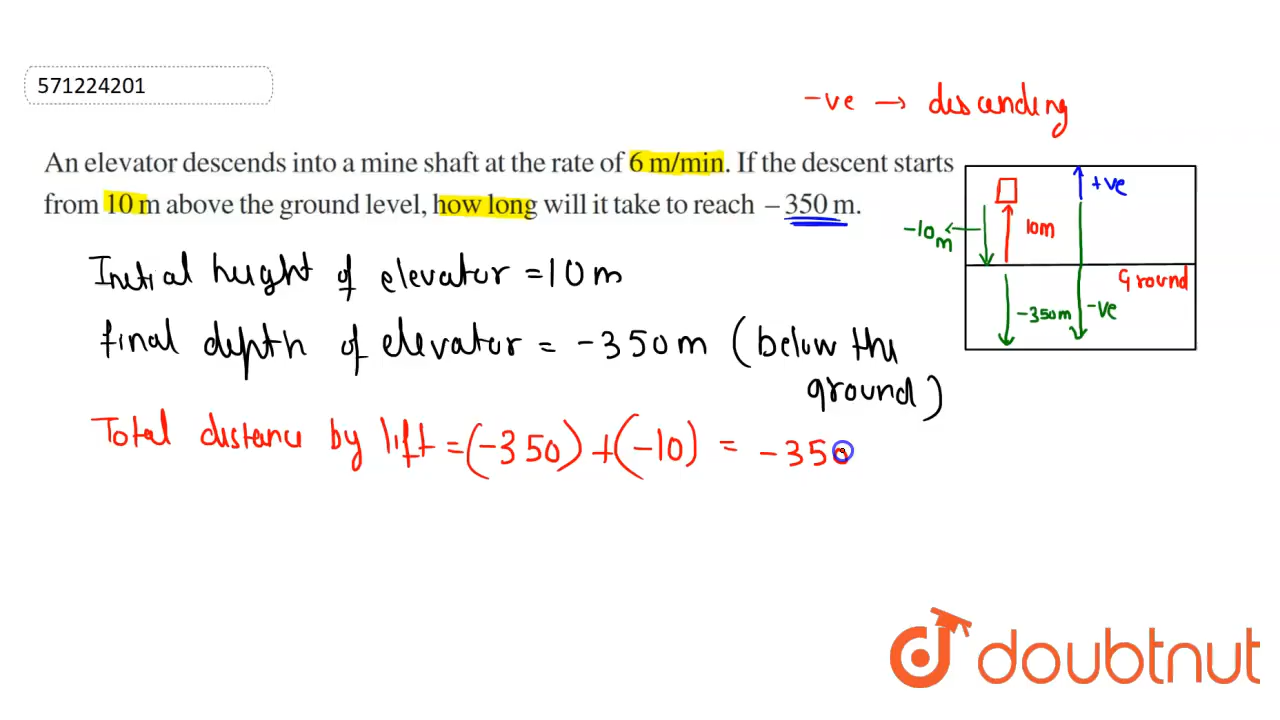 571224201
-ve → descending
An elevator descends into a mine shaft at the rate of 6 m/min. If the descent starts
from 10 m above the ground level, how long will it take to reach – 350 m.
+ve
-10m
10m
Ground
-350m
-ve
Initial height of elevator = 10 m
final depth of elevator = -350 m (below the
ground)
Total distance by lift = (-350) + (-10) = -350
doubtnut